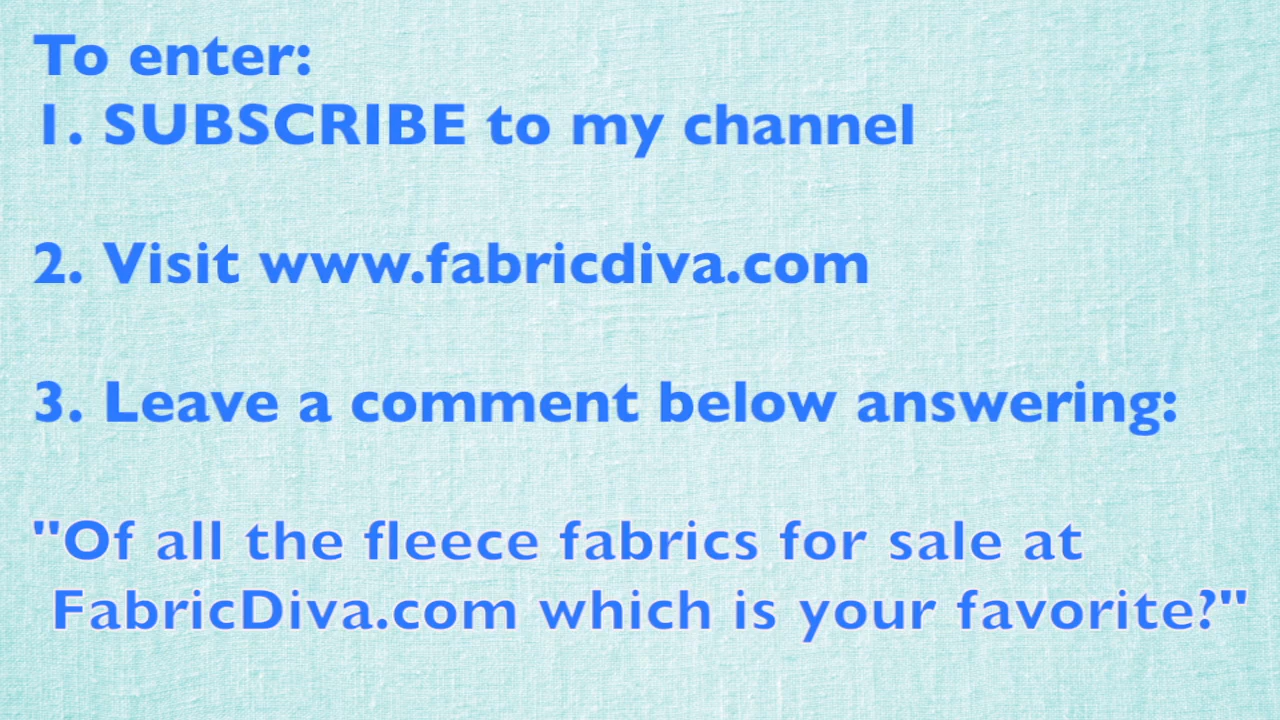 To enter:
1. SUBSCRIBE to my channel
2. Visit www.fabricdiva.com
3. Leave a comment below answering:
"Of all the fleece fabrics for sale at
FabricDiva.com which is your favorite?"